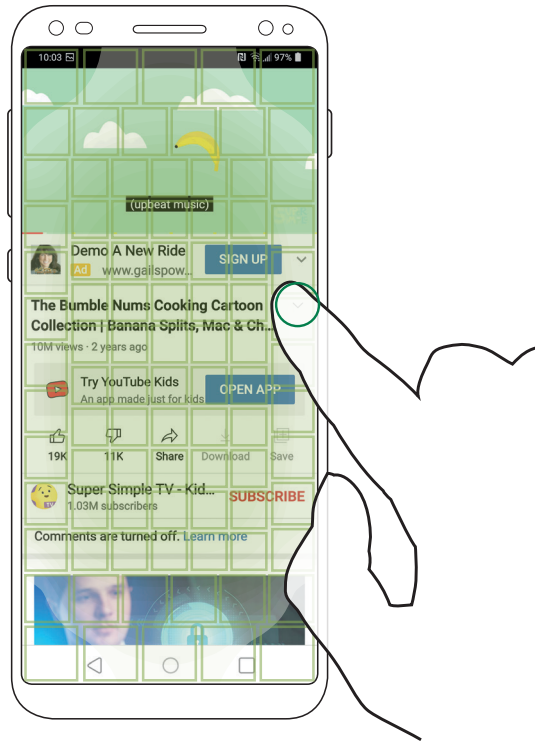 10:03 97%
(upbeat music)
Demo A New Ride
SIGN UP
Ad www.gailspow...
The Bumble Nums Cooking Cartoon
Collection | Banana Splits, Mac & Ch...
10M views · 2 years ago
Try YouTube Kids
An app made just for kids
OPEN APP
19K 11K Share Download Save
Super Simple TV - Kid...
1.03M subscribers
SUBSCRIBE
Comments are turned off. Learn more